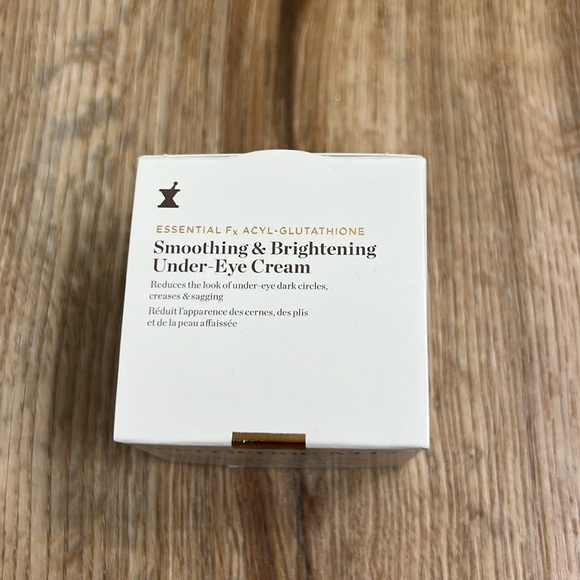 ESSENTIAL Fx ACYL-GLUTATHIONE
Smoothing & Brightening
Under-Eye Cream
Reduces the look of under-eye dark circles,
creases & sagging
Réduit l'apparence des cernes, des plis
et de la peau affaissée